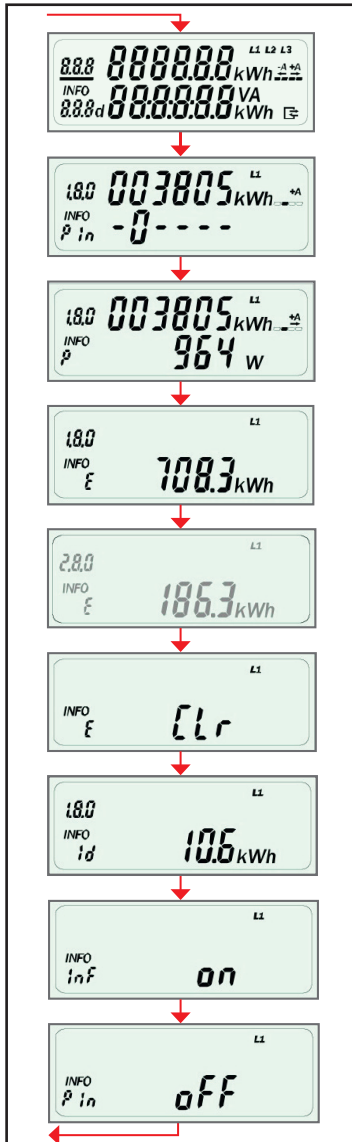 L1 L2 L3
8.8.8 888888 kWh -A +A
INFO VA
8.8.8d 88:88:88 kWh
L1
1.8.0 003805 kWh +A
INFO
Pin -0----
L1
1.8.0 003805 kWh +A
INFO
P 964 W
L1
1.8.0
INFO
E 708.3 kWh
L1
2.8.0
INFO
E 186.3 kWh
L1
INFO
E CLr
L1
1.8.0
INFO
1d 10.6 kWh
L1
INFO
inF on
L1
INFO
Pin oFF